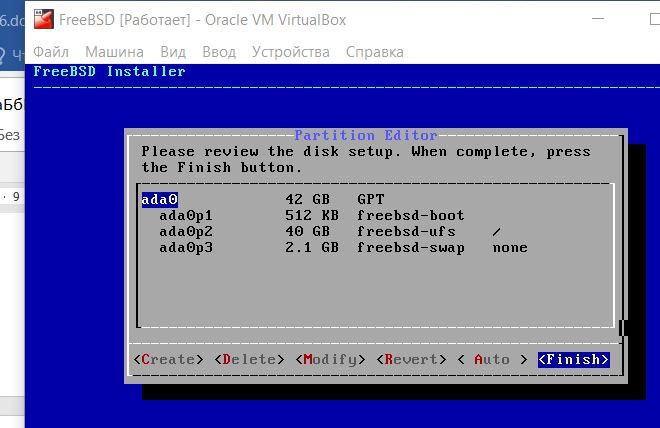 6.do
FreeBSD [Работает] - Oracle VM VirtualBox
Файл Машина Вид Ввод Устройства Справка
FreeBSD Installer
Partition Editor
Please review the disk setup. When complete, press
the Finish button.
ada0 42 GB GPT
ada0p1 512 KB freebsd-boot
ada0p2 40 GB freebsd-ufs /
ada0p3 2.1 GB freebsd-swap none
<Create> <Delete> <Modify> <Revert> < Auto > <Finish>
аБб
Без
· 9